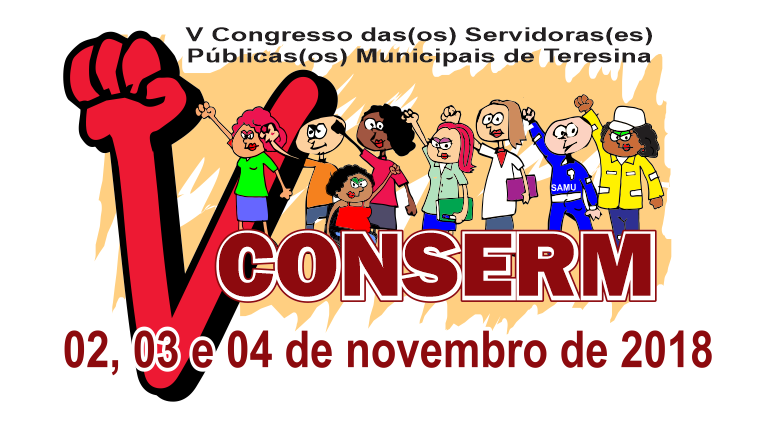 V Congresso das(os) Servidoras(es)
Públicas(os) Municipais de Teresina
SAMU
V CONSERM
02, 03 e 04 de novembro de 2018